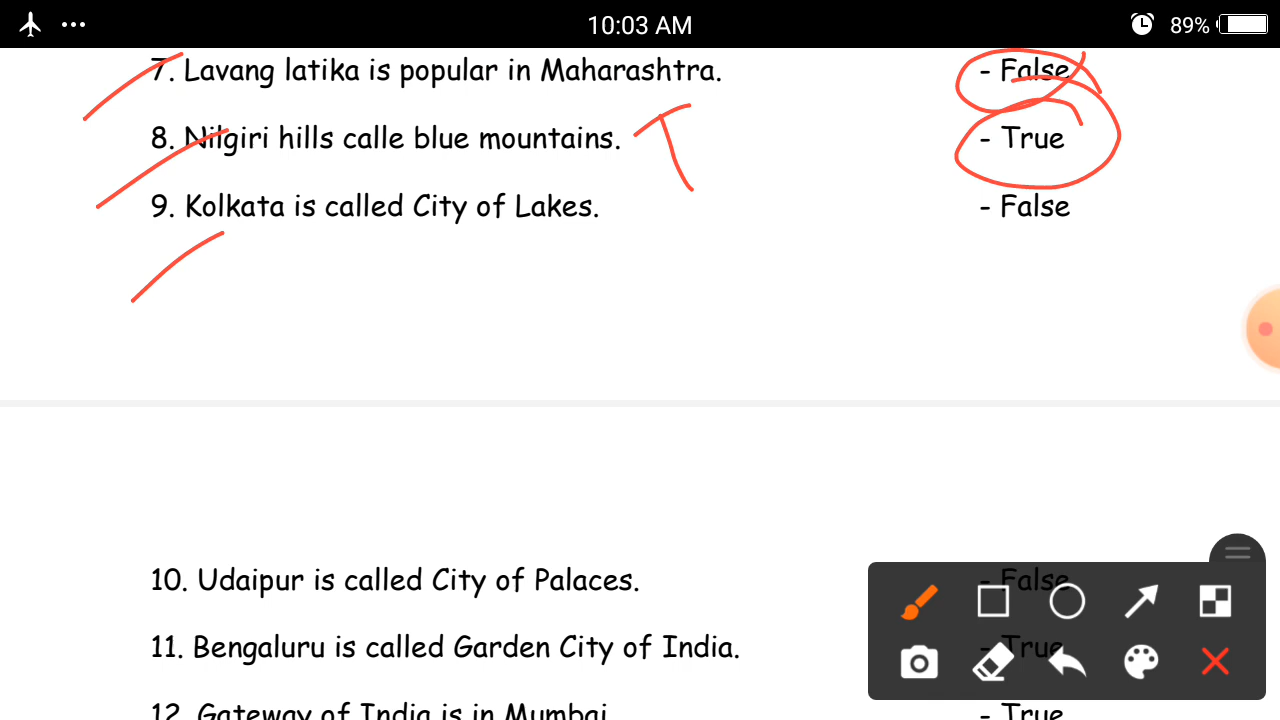 10:03 AM
89%
7. Lavang latika is popular in Maharashtra. - False
8. Nilgiri hills calle blue mountains. T - True
9. Kolkata is called City of Lakes. - False
10. Udaipur is called City of Palaces. - False
11. Bengaluru is called Garden City of India. - True
12. Gateway of India is in Mumbai - True